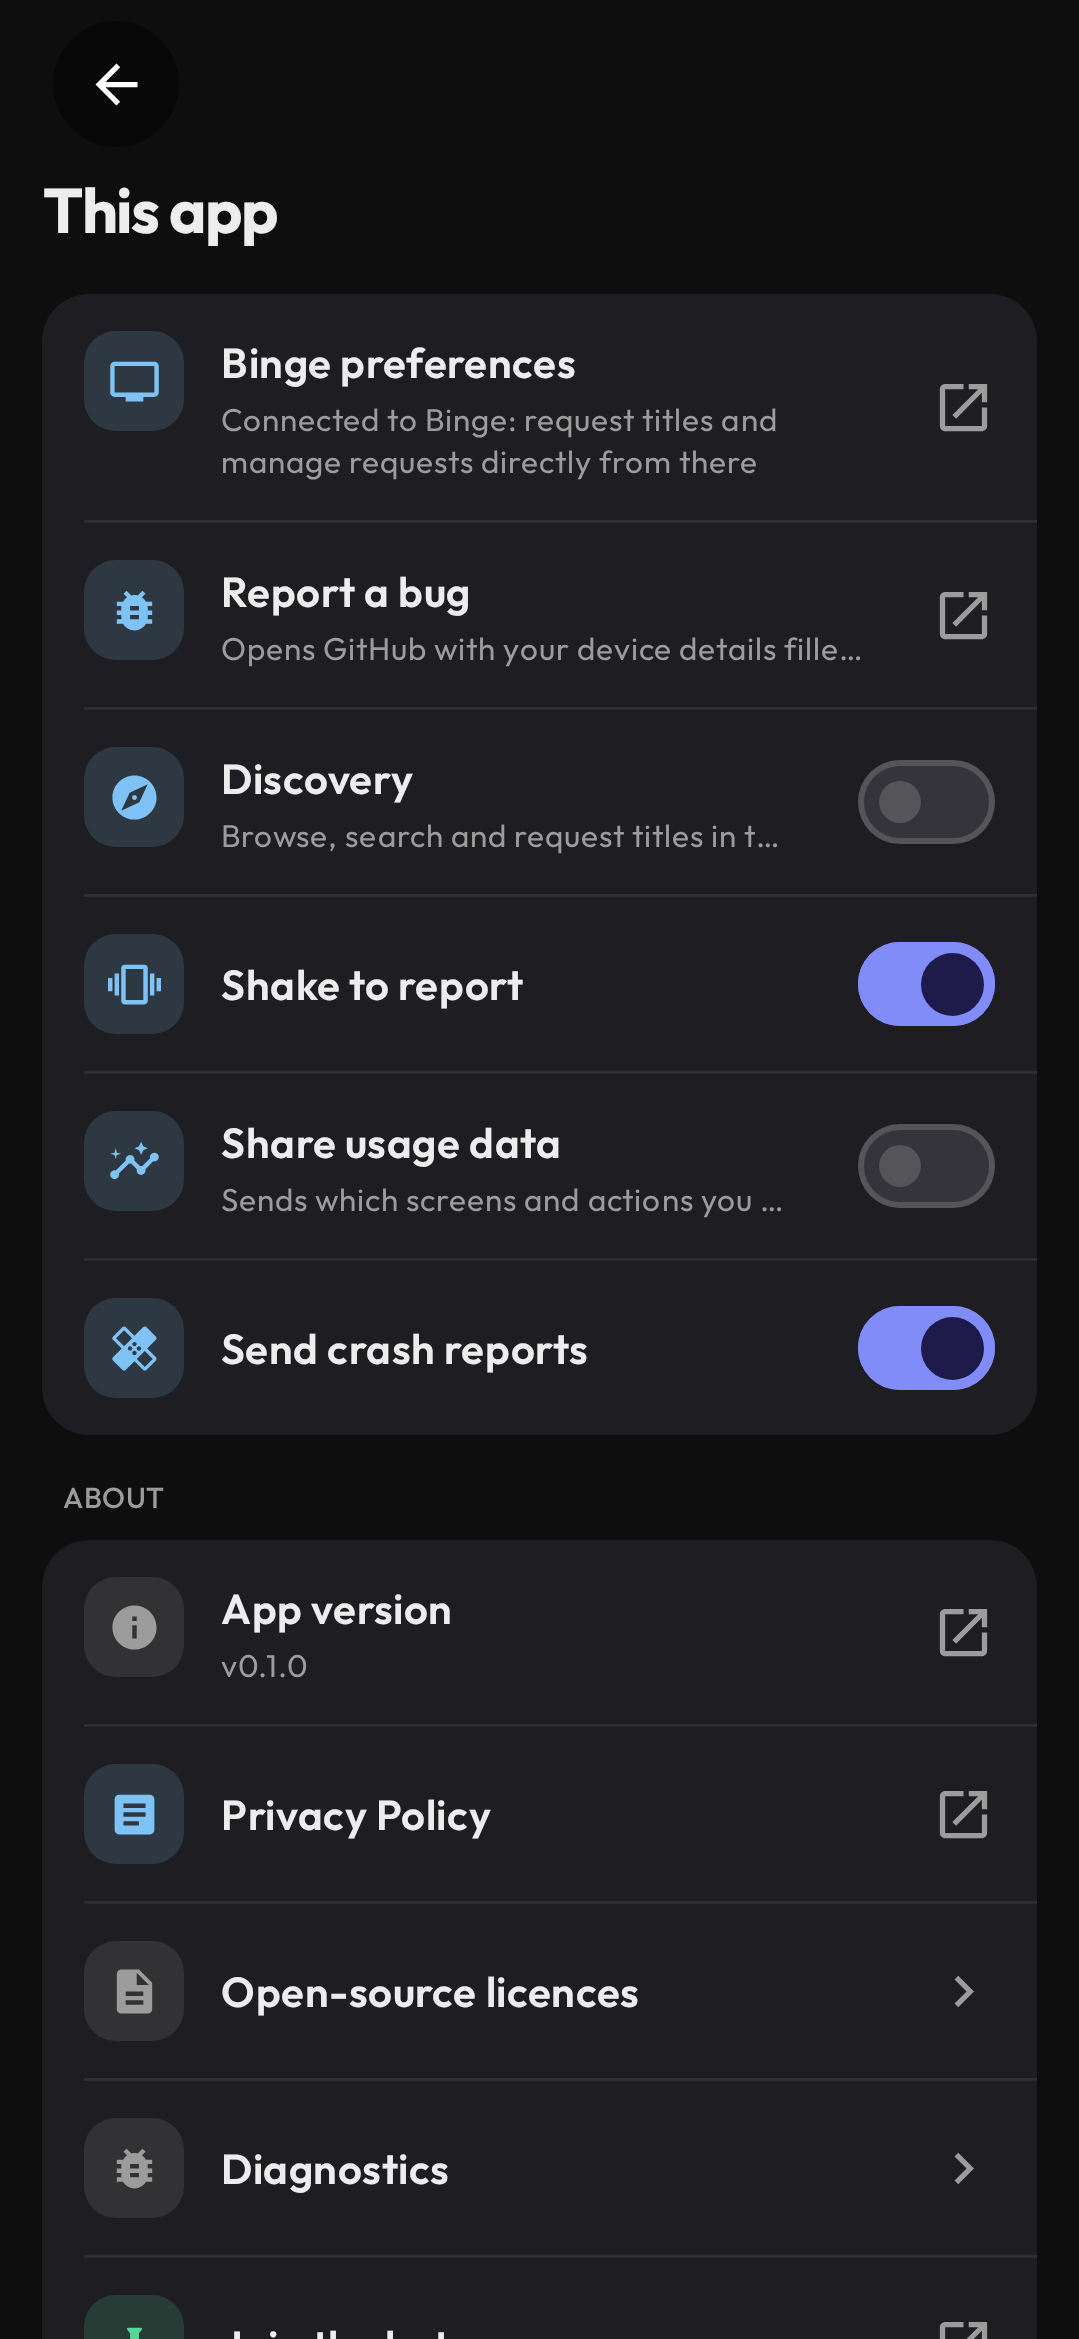 This app
Binge preferences
Connected to Binge: request titles and
manage requests directly from there
Report a bug
Opens GitHub with your device details fille...
Discovery
Browse, search and request titles in t...
Shake to report
Share usage data
Sends which screens and actions you ...
Send crash reports
ABOUT
App version
v0.1.0
Privacy Policy
Open-source licences
Diagnostics